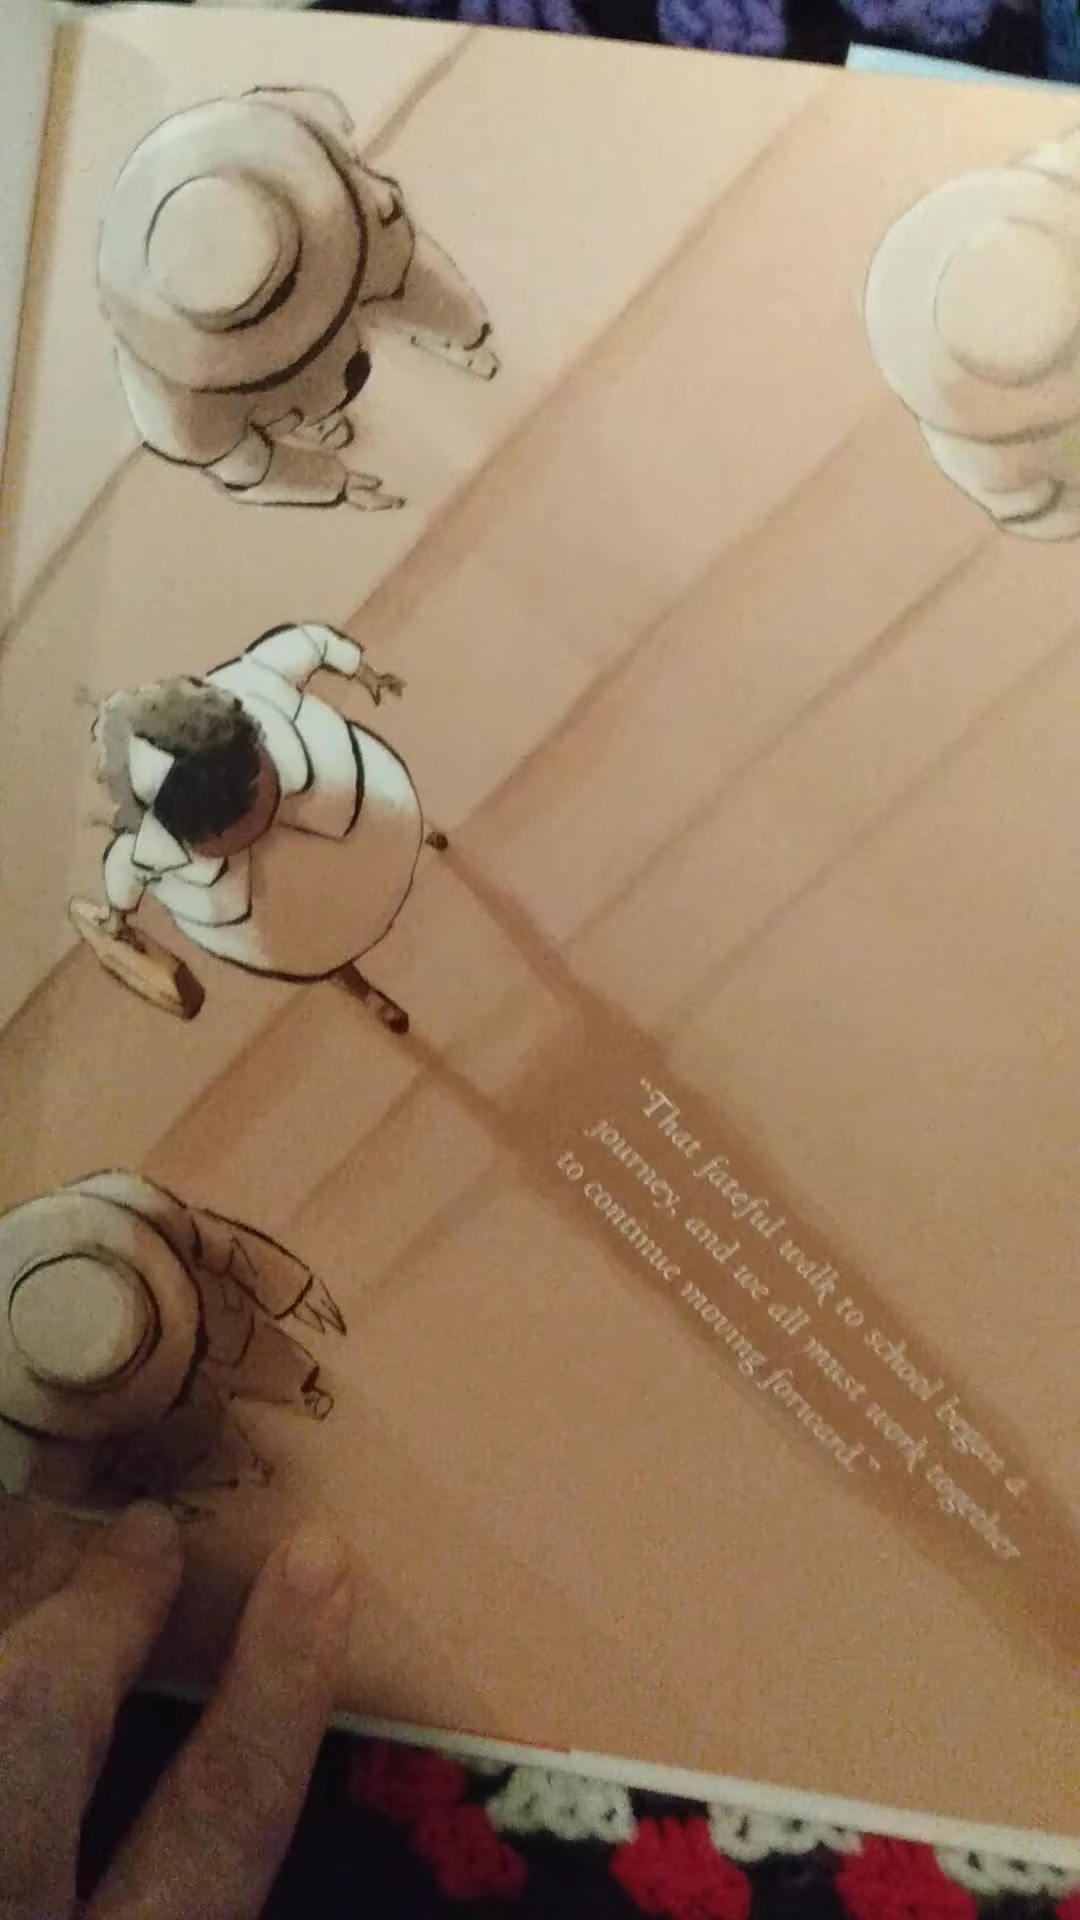 “That fateful walk to school began a
journey, and we all must work together
to continue moving forward.”